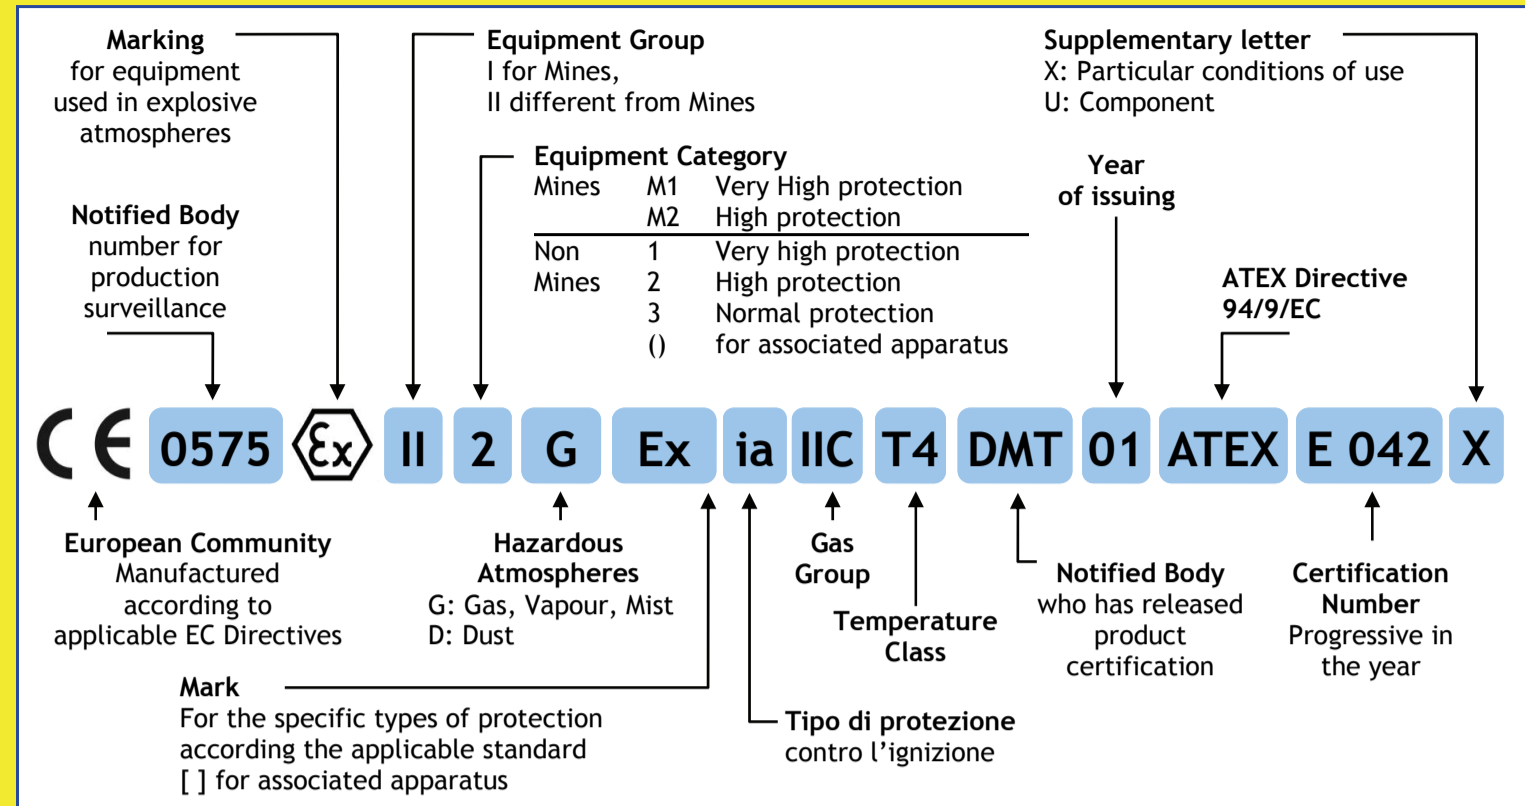 Marking
for equipment
used in explosive
atmospheres
Equipment Group
I for Mines,
II different from Mines
Supplementary letter
X: Particular conditions of use
U: Component
Equipment Category
Mines M1 Very High protection
M2 High protection
Non 1 Very high protection
Mines 2 High protection
3 Normal protection
() for associated apparatus
Year
of issuing
Notified Body
number for
production
surveillance
ATEX Directive
94/9/EC
CE 0575 Ex II 2 G Ex ia IIC T4 DMT 01 ATEX E 042 X
European Community
Manufactured
according to
applicable EC Directives
Hazardous
Atmospheres
G: Gas, Vapour, Mist
D: Dust
Gas
Group
Temperature
Class
Notified Body
who has released
product
certification
Certification
Number
Progressive in
the year
Mark
For the specific types of protection
according the applicable standard
[ ] for associated apparatus
Tipo di protezione
contro l’ignizione